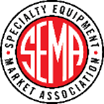 SPECIALTY EQUIPMENT
SEMA
MARKET ASSOCIATION